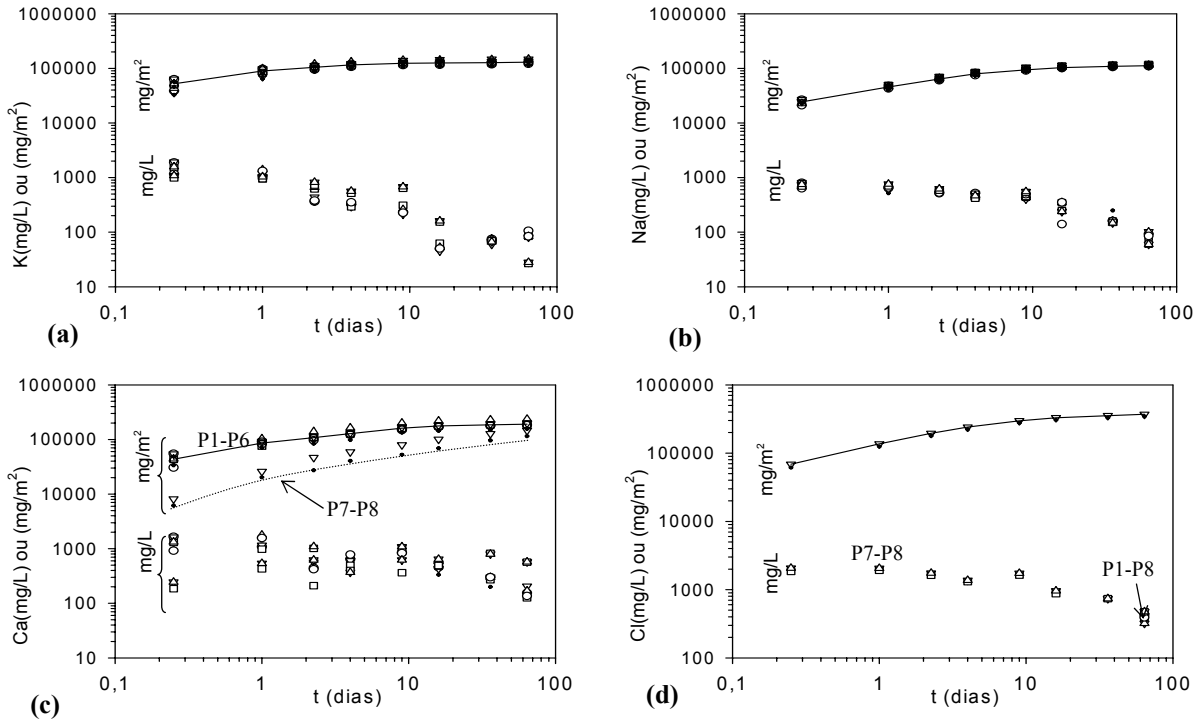 1000000
100000
10000
1000
100
10
K(mg/L) ou (mg/m²)
mg/m²
mg/L
0,1 1 10 100
t (dias)
(a)
1000000
100000
10000
1000
100
10
Na(mg/L) ou (mg/m²)
mg/m²
mg/L
0,1 1 10 100
t (dias)
(b)
1000000
100000
10000
1000
100
10
Ca(mg/L) ou (mg/m²)
mg/m²
mg/L
P1-P6
P7-P8
0,1 1 10 100
t (dias)
(c)
1000000
100000
10000
1000
100
Cl(mg/L) ou (mg/m²)
mg/m²
mg/L
P7-P8
P1-P8
0,1 1 10 100
t (dias)
(d)